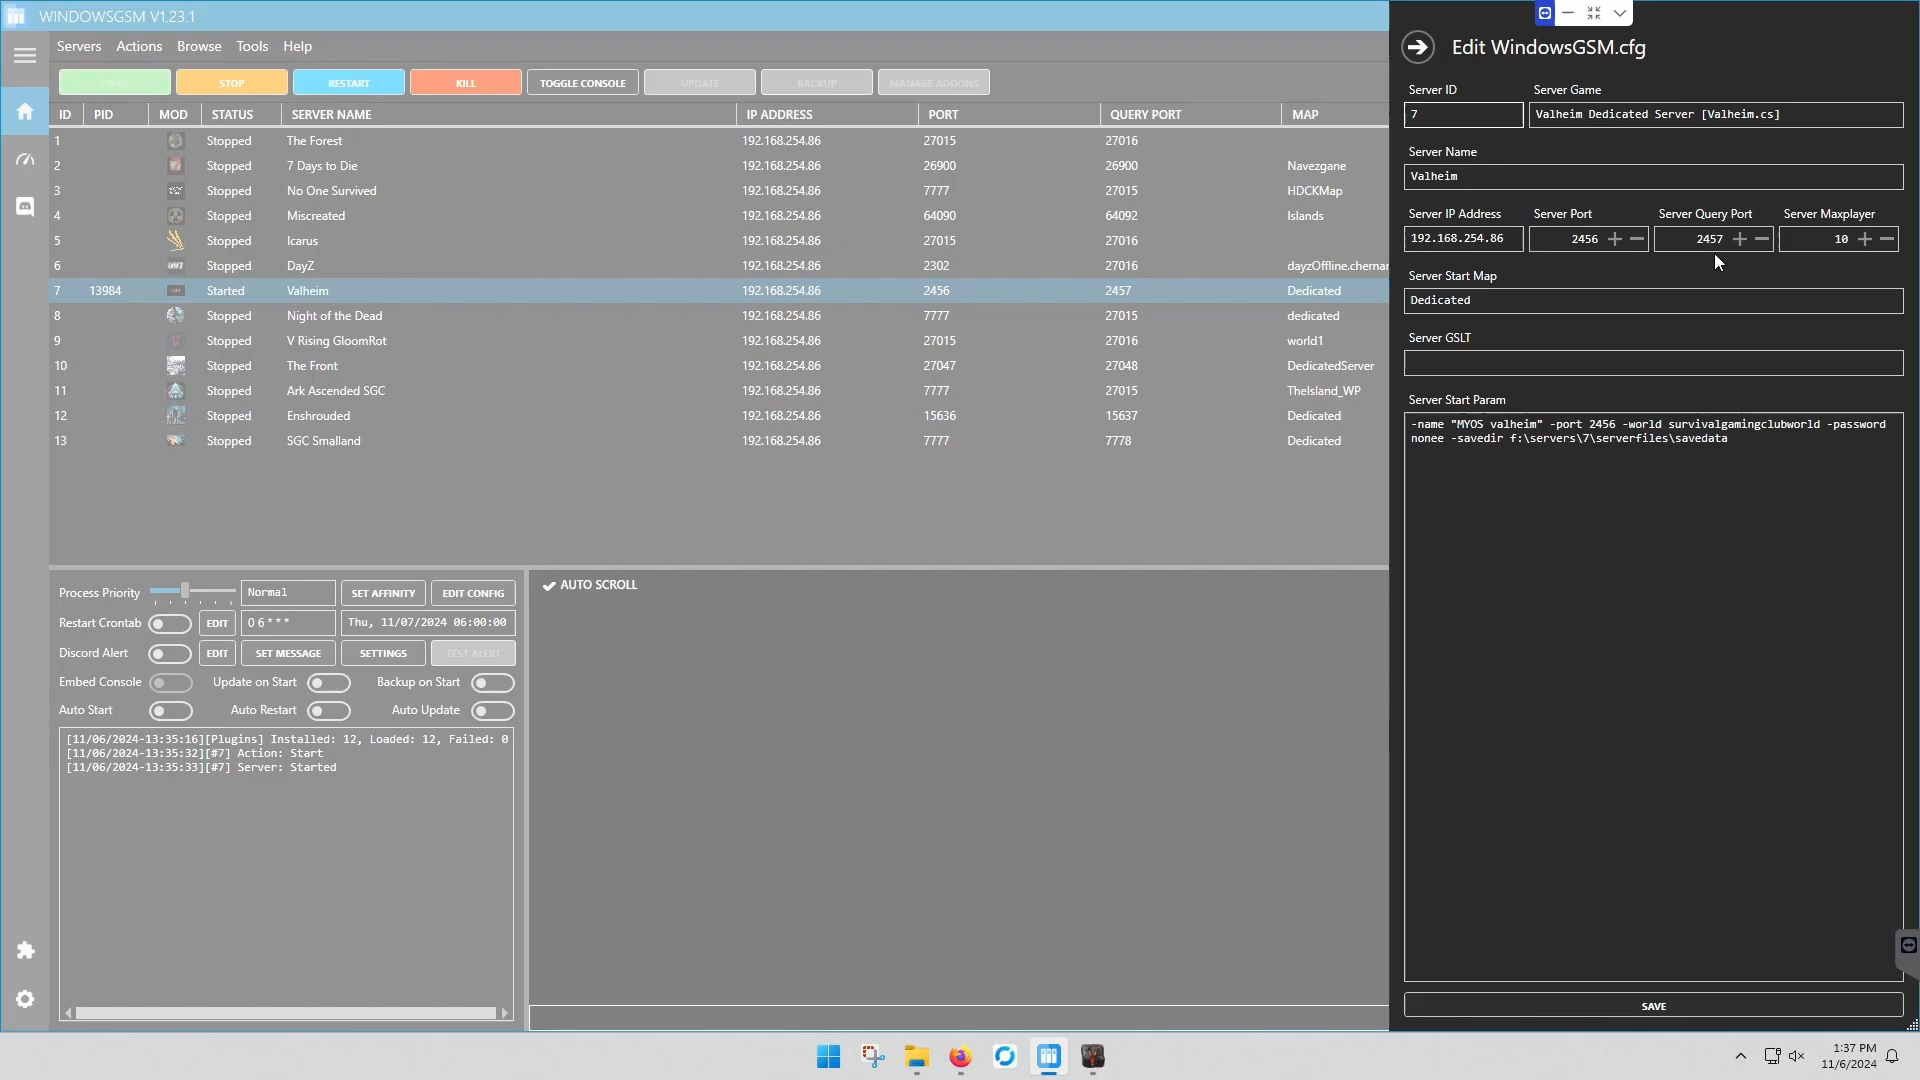 WINDOWSGSM V1.23.1
Servers Actions Browse Tools Help
STOP RESTART KILL TOGGLE CONSOLE UPDATE BACKUP MANAGE ADDONS
ID PID MOD STATUS SERVER NAME IP ADDRESS PORT QUERY PORT MAP
1 Stopped The Forest 192.168.254.86 27015 27016
2 Stopped 7 Days to Die 192.168.254.86 26900 26900 Navezgane
3 Stopped No One Survived 192.168.254.86 7777 27015 HDCKMap
4 Stopped Miscreated 192.168.254.86 64090 64092 Islands
5 Stopped Icarus 192.168.254.86 27015 27016
6 Stopped DayZ 192.168.254.86 2302 27016 dayzOffline.chernar
7 13984 Started Valheim 192.168.254.86 2456 2457 Dedicated
8 Stopped Night of the Dead 192.168.254.86 7777 27015 dedicated
9 Stopped V Rising GloomRot 192.168.254.86 27015 27016 world1
10 Stopped The Front 192.168.254.86 27047 27048 DedicatedServer
11 Stopped Ark Ascended SGC 192.168.254.86 7777 27015 TheIsland_WP
12 Stopped Enshrouded 192.168.254.86 15636 15637 Dedicated
13 Stopped SGC Smalland 192.168.254.86 7777 7778 Dedicated
Process Priority Normal SET AFFINITY EDIT CONFIG
Restart Crontab EDIT 0 6 * * * Thu, 11/07/2024 06:00:00
Discord Alert EDIT SET MESSAGE SETTINGS TEST ALERT
Embed Console Update on Start Backup on Start
Auto Start Auto Restart Auto Update
[11/06/2024-13:35:16][Plugins] Installed: 12, Loaded: 12, Failed: 0
[11/06/2024-13:35:32][#7] Action: Start
[11/06/2024-13:35:33][#7] Server: Started
AUTO SCROLL
Edit WindowsGSM.cfg
Server ID Server Game
7 Valheim Dedicated Server [Valheim.cs]
Server Name
Valheim
Server IP Address Server Port Server Query Port Server Maxplayer
192.168.254.86 2456 2457 10
Server Start Map
Dedicated
Server GSLT
Server Start Param
-name "MYOS valheim" -port 2456 -world survivalgamingclubworld -password
nonee -savedir f:\servers\7\serverfiles\savedata
SAVE
1:37 PM
11/6/2024